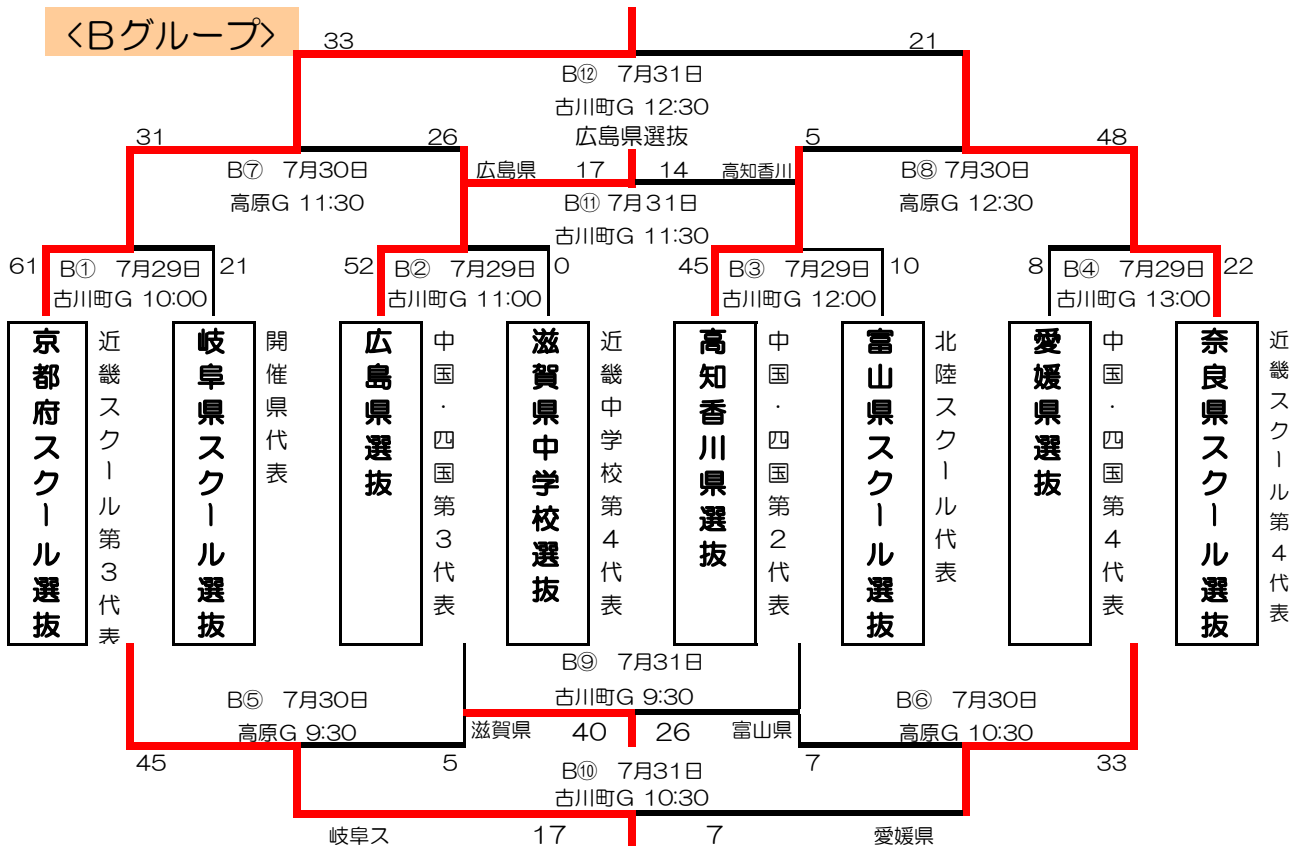 <Bグループ>
33
21
B⑫ 7月31日
古川町G 12:30
広島県選抜
31
26
5
48
B⑦ 7月30日
高原G 11:30
広島県 17 14 高知香川
B⑧ 7月30日
高原G 12:30
B⑪ 7月31日
古川町G 11:30
61
B① 7月29日
古川町G 10:00
21
52
B② 7月29日
古川町G 11:00
0
45
B③ 7月29日
古川町G 12:00
10
8
B④ 7月29日
古川町G 13:00
22
京都府スクール選抜
近畿スクール第3代表
岐阜県スクール選抜
開催県代表
広島県選抜
中国・四国第3代表
滋賀県中学校選抜
近畿中学校第4代表
高知香川県選抜
中国・四国第2代表
富山県スクール選抜
北陸スクール代表
愛媛県選抜
中国・四国第4代表
奈良県スクール選抜
近畿スクール第4代表
B⑨ 7月31日
古川町G 9:30
B⑤ 7月30日
高原G 9:30
滋賀県 40 26 富山県
B⑥ 7月30日
高原G 10:30
45
5
7
33
B⑩ 7月31日
古川町G 10:30
岐阜ス 17 7 愛媛県